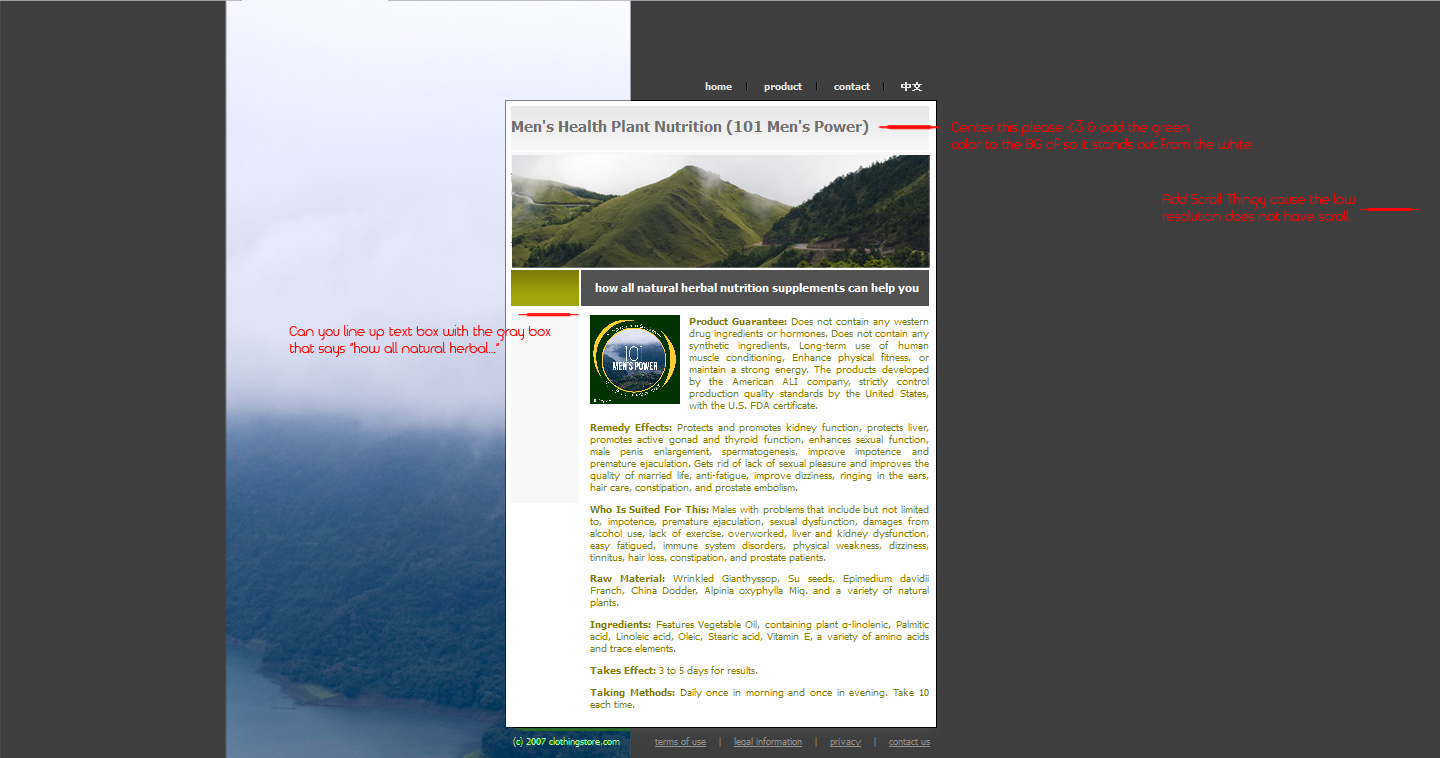 home | product | contact | 中文
Men's Health Plant Nutrition (101 Men's Power)
Center this please <3 & add the green
color to the BG of so it stands out from the white.
Add Scroll Thingy cause the low
resolution does not have scroll.
how all natural herbal nutrition supplements can help you
Can you line up text box with the gray box
that says "how all natural herbal..."
101
MEN'S POWER
Product Guarantee: Does not contain any western
drug ingredients or hormones. Does not contain any
synthetic ingredients, Long-term use of human
muscle conditioning, Enhance physical fitness, or
maintain a strong energy. The products developed
by the American ALI company, strictly control
production quality standards by the United States,
with the U.S. FDA certificate.
Remedy Effects: Protects and promotes kidney function, protects liver,
promotes active gonad and thyroid function, enhances sexual function,
male penis enlargement, spermatogenesis, improve impotence and
premature ejaculation. Gets rid of lack of sexual pleasure and improves the
quality of married life, anti-fatigue, improve dizziness, ringing in the ears,
hair care, constipation, and prostate embolism.
Who Is Suited For This: Males with problems that include but not limited
to, impotence, premature ejaculation, sexual dysfunction, damages from
alcohol use, lack of exercise, overworked, liver and kidney dysfunction,
easy fatigued, immune system disorders, physical weakness, dizziness,
tinnitus, hair loss, constipation, and prostate patients.
Raw Material: Wrinkled Gianthyssop, Su seeds, Epimedium davidii
Franch, China Dodder, Alpinia oxyphylla Miq. and a variety of natural
plants.
Ingredients: Features Vegetable Oil, containing plant α-linolenic, Palmitic
acid, Linoleic acid, Oleic, Stearic acid, Vitamin E, a variety of amino acids
and trace elements.
Takes Effect: 3 to 5 days for results.
Taking Methods: Daily once in morning and once in evening. Take 10
each time.
(c) 2007 clothingstore.com
terms of use | legal information | privacy | contact us